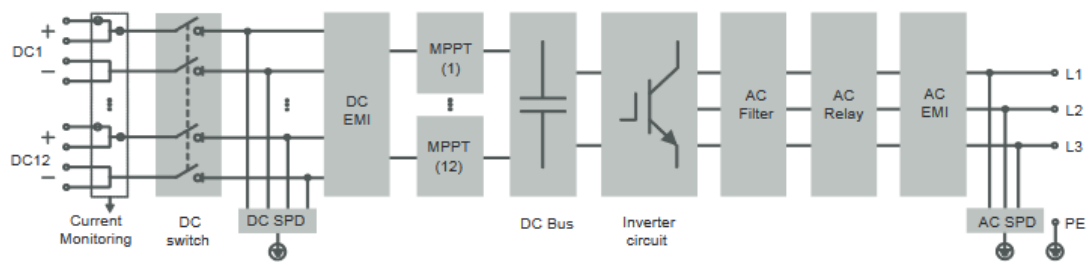 +
DC1
−
+
DC12
−
Current
Monitoring
DC
switch
DC SPD
DC
EMI
MPPT
(1)
MPPT
(12)
DC Bus
Inverter
circuit
AC
Filter
AC
Relay
AC
EMI
L1
L2
L3
AC SPD
PE